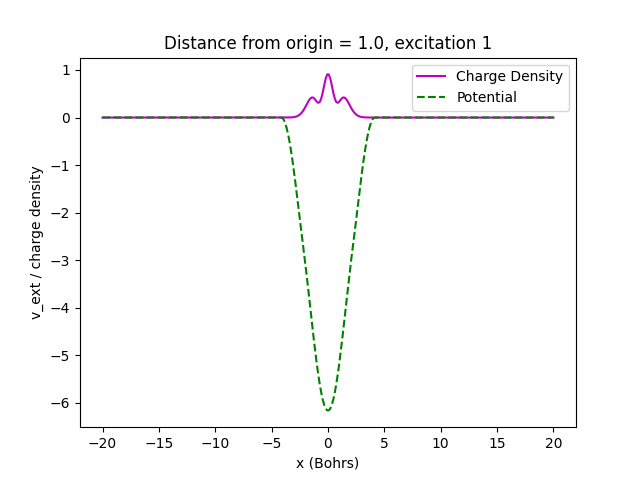 Distance from origin = 1.0, excitation 1
Charge Density
Potential
v_ext / charge density
1
0
−1
−2
−3
−4
−5
−6
−20 −15 −10 −5 0 5 10 15 20
x (Bohrs)